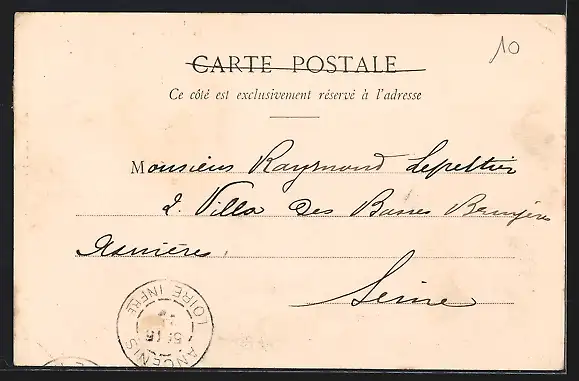 10
CARTE POSTALE
Ce côté est exclusivement réservé à l'adresse
Monsieur Raymond Lepeltier
2. Villa des Basses Bruyères
Asnières.
Seine
ANCENIS
LOIRE INFRE